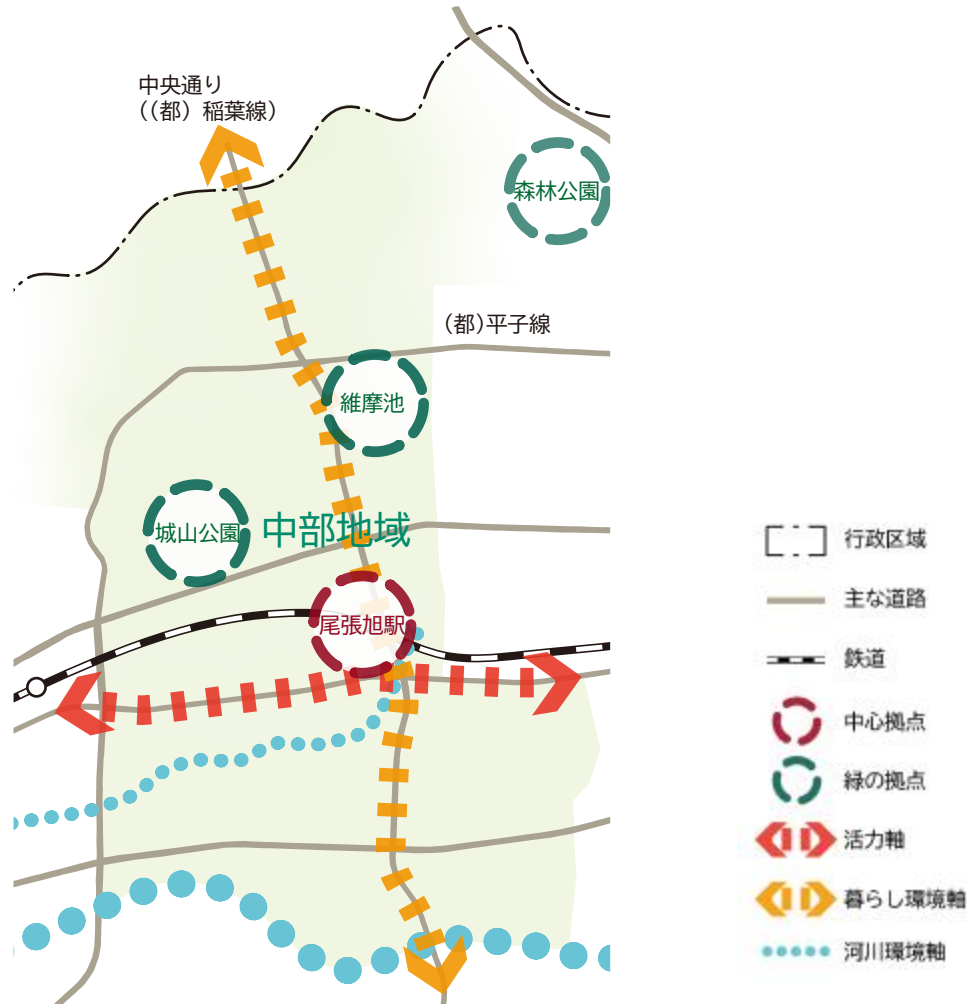 中央通り
((都) 稲葉線)
森林公園
(都)平子線
維摩池
城山公園
中部地域
尾張旭駅
行政区域
主な道路
鉄道
中心拠点
緑の拠点
活力軸
暮らし環境軸
河川環境軸